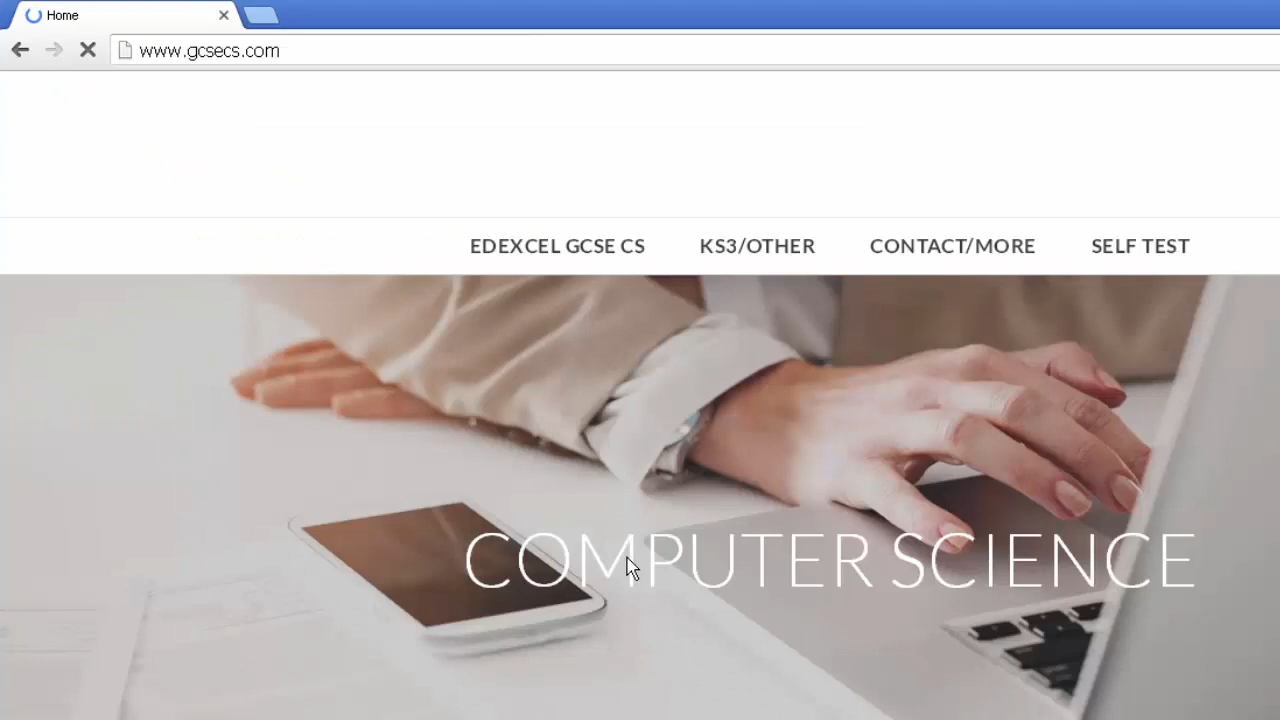 Home
www.gcsecs.com
EDEXCEL GCSE CS KS3/OTHER CONTACT/MORE SELF TEST
COMPUTER SCIENCE